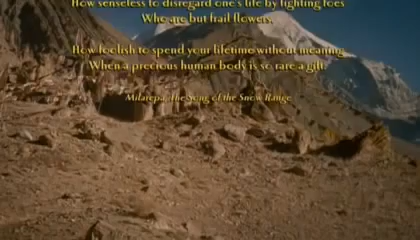 How senseless to disregard one's life by fighting foes
Who are but frail flowers.
How foolish to spend your lifetime without meaning
When a precious human body is so rare a gift.
Milarepa, The Song of the Snow Range